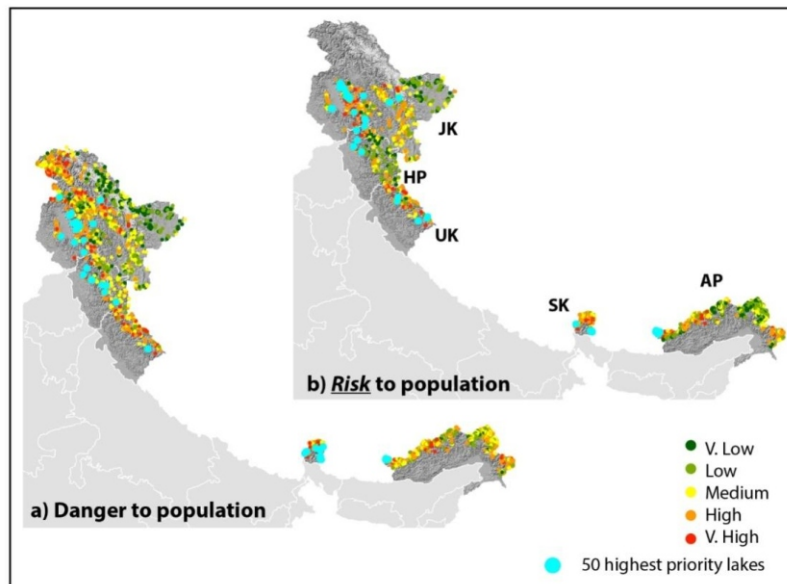 JK
HP
UK
SK
AP
b) Risk to population
a) Danger to population
V. Low
Low
Medium
High
V. High
50 highest priority lakes